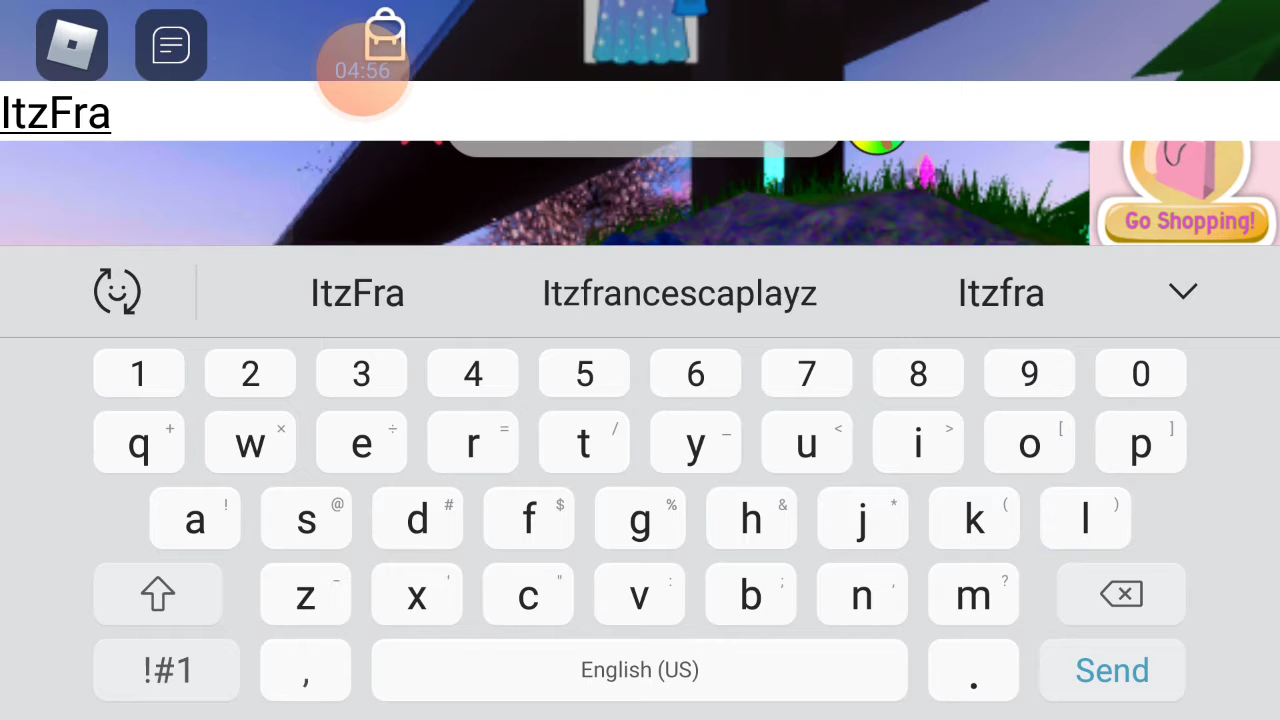 04:56
ItzFra
Go Shopping!
ItzFra Itzfrancescaplayz Itzfra
1 2 3 4 5 6 7 8 9 0
q + w × e ÷ r = t / y _ u < i > o [ p ]
a ! s @ d # f $ g % h & j * k ( l )
z - x ' c " v : b ; n , m ?
!#1 , English (US) . Send